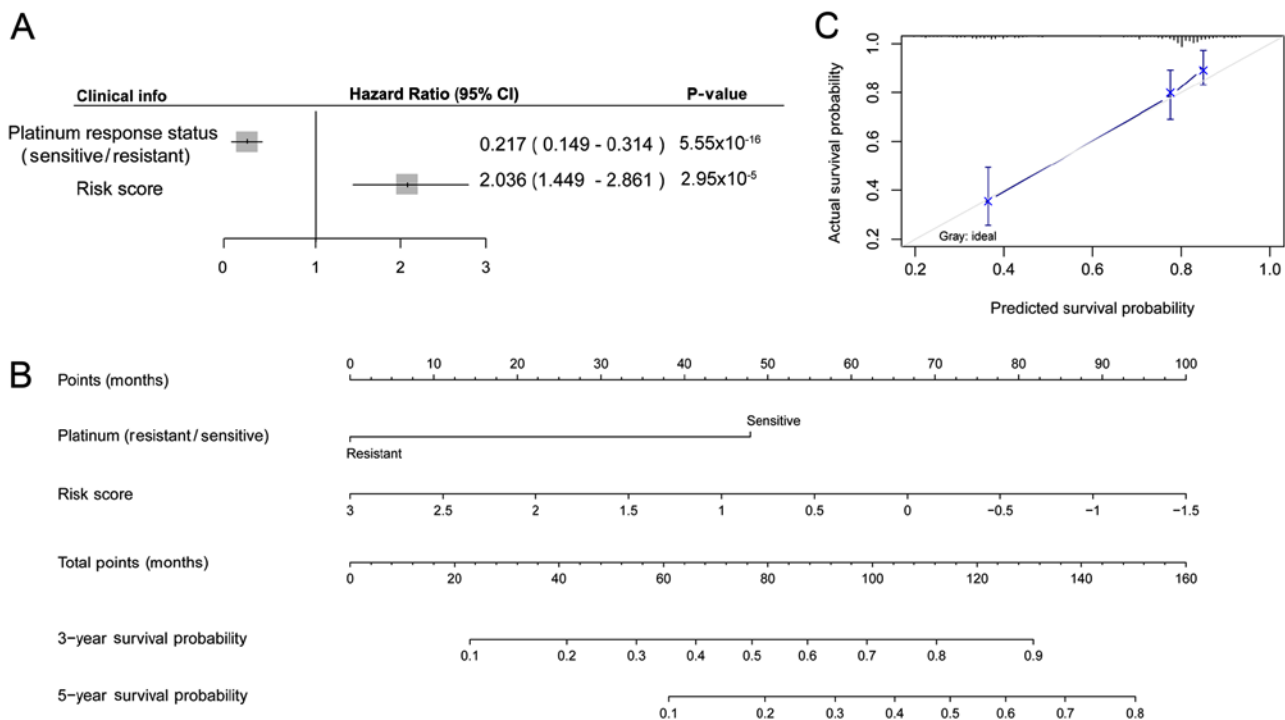 A
Clinical info Hazard Ratio (95% CI) P-value
Platinum response status
(sensitive/resistant) 0.217 ( 0.149 - 0.314 ) 5.55x10-16
Risk score 2.036 (1.449 - 2.861 ) 2.95x10-5
0 1 2 3
C
Actual survival probability
1.0
0.8
0.6
0.4
0.2
Gray: ideal
0.2 0.4 0.6 0.8 1.0
Predicted survival probability
B
Points (months) 0 10 20 30 40 50 60 70 80 90 100
Platinum (resistant/sensitive) Sensitive
Resistant
Risk score
3 2.5 2 1.5 1 0.5 0 −0.5 −1 −1.5
Total points (months)
0 20 40 60 80 100 120 140 160
3−year survival probability
0.1 0.2 0.3 0.4 0.5 0.6 0.7 0.8 0.9
5−year survival probability
0.1 0.2 0.3 0.4 0.5 0.6 0.7 0.8